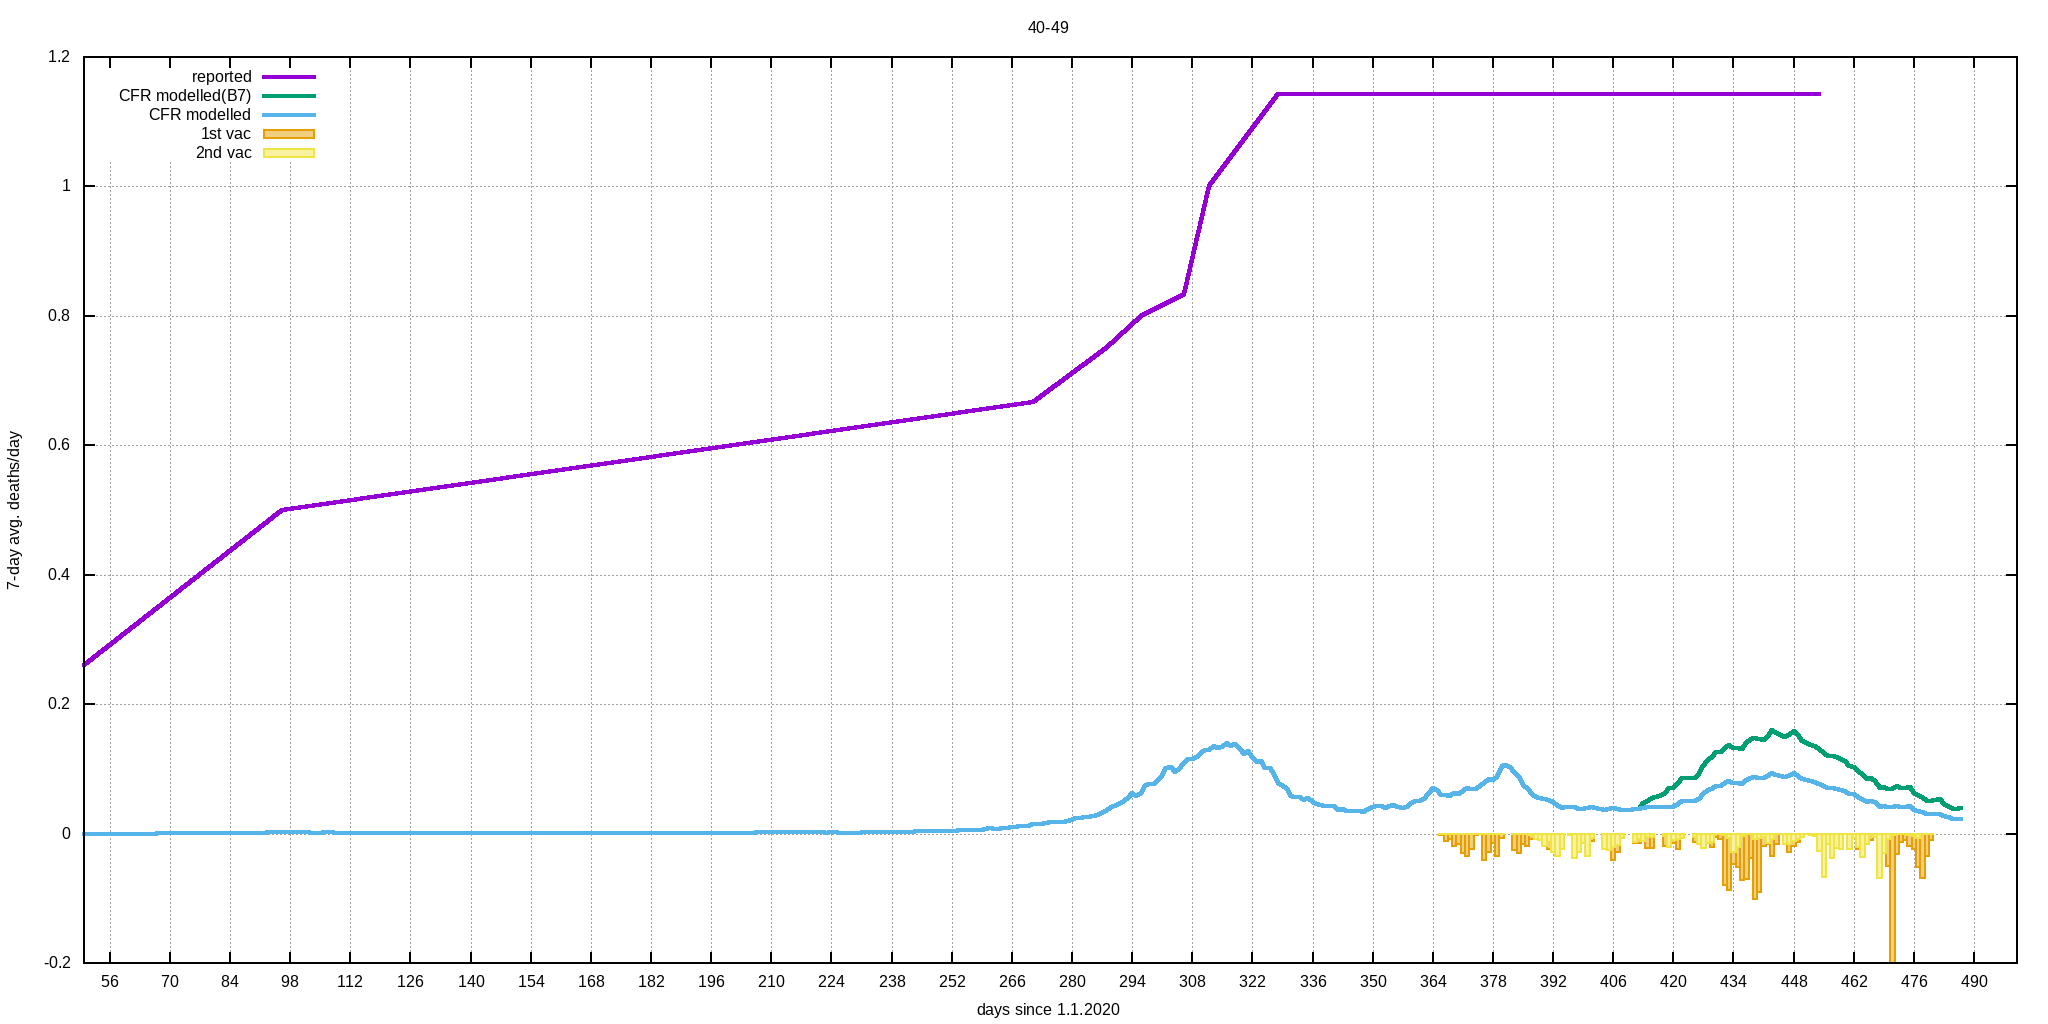 40-49
1.2
1
0.8
0.6
0.4
0.2
0
-0.2
7-day avg. deaths/day
reported
CFR modelled(B7)
CFR modelled
1st vac
2nd vac
56 70 84 98 112 126 140 154 168 182 196 210 224 238 252 266 280 294 308 322 336 350 364 378 392 406 420 434 448 462 476 490
days since 1.1.2020